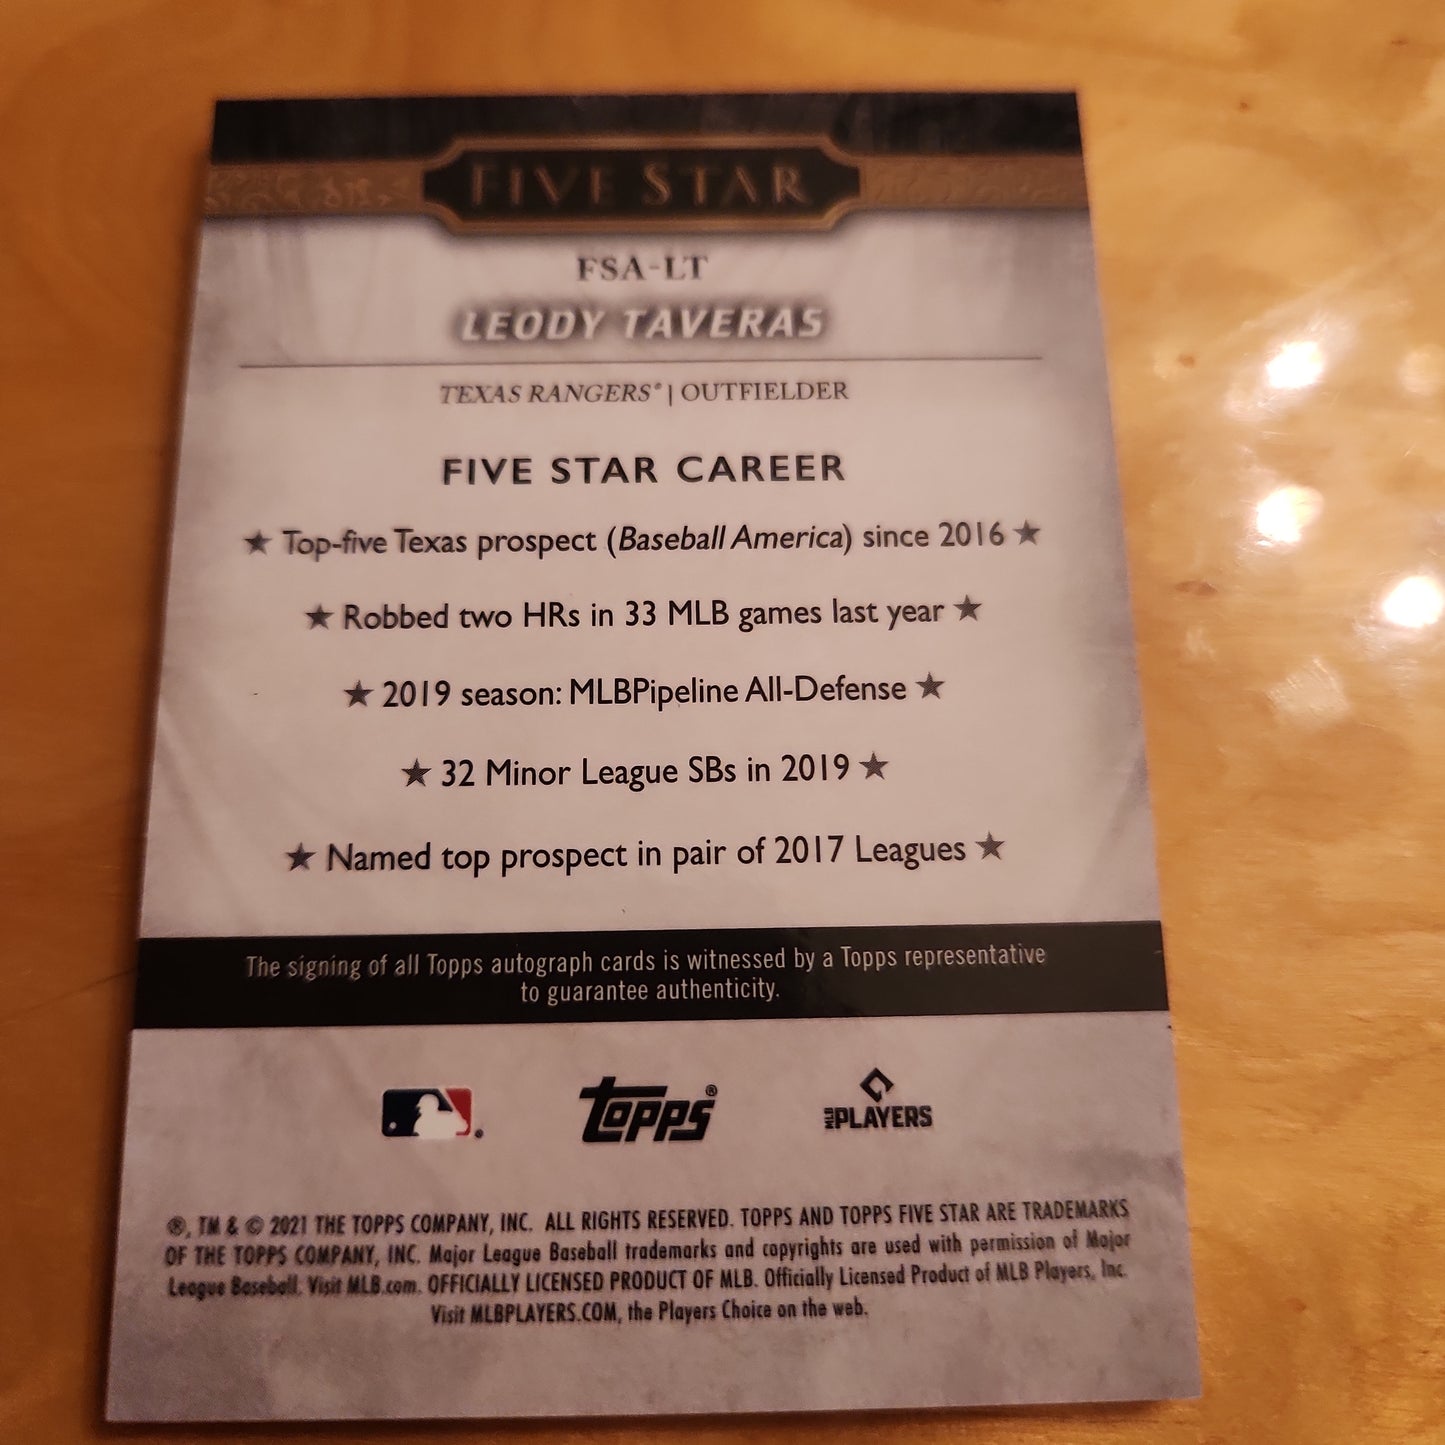 FIVE STAR
FSA-LT
LEODY TAVERAS
TEXAS RANGERS® | OUTFIELDER
FIVE STAR CAREER
★ Top-five Texas prospect (Baseball America) since 2016 ★
★ Robbed two HRs in 33 MLB games last year ★
★ 2019 season: MLBPipeline All-Defense ★
★ 32 Minor League SBs in 2019 ★
★ Named top prospect in pair of 2017 Leagues ★
The signing of all Topps autograph cards is witnessed by a Topps representative
to guarantee authenticity.
topps® MLB PLAYERS
®, TM & © 2021 THE TOPPS COMPANY, INC. ALL RIGHTS RESERVED. TOPPS AND TOPPS FIVE STAR ARE TRADEMARKS
OF THE TOPPS COMPANY, INC. Major League Baseball trademarks and copyrights are used with permission of Major
League Baseball. Visit MLB.com. OFFICIALLY LICENSED PRODUCT OF MLB. Officially Licensed Product of MLB Players, Inc.
Visit MLBPLAYERS.COM, the Players Choice on the web.